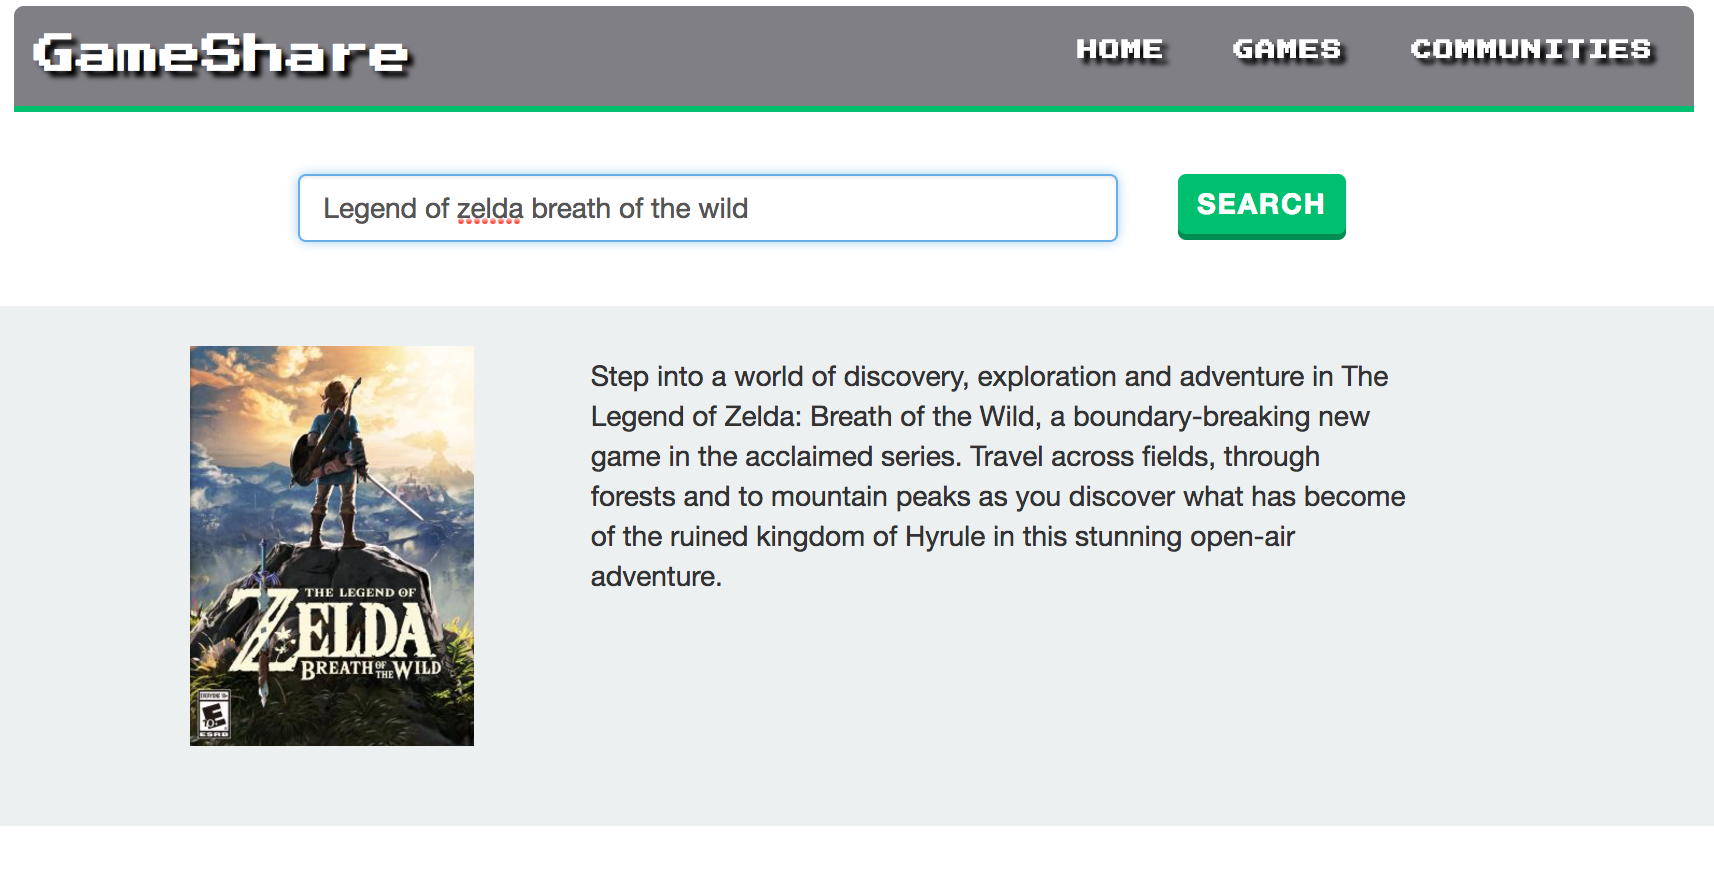 GameShare
HOME GAMES COMMUNITIES
Legend of zelda breath of the wild
SEARCH
Step into a world of discovery, exploration and adventure in The
Legend of Zelda: Breath of the Wild, a boundary-breaking new
game in the acclaimed series. Travel across fields, through
forests and to mountain peaks as you discover what has become
of the ruined kingdom of Hyrule in this stunning open-air
adventure.
THE LEGEND OF
ZELDA
BREATH OF THE WILD
EVERYONE 10+
E
10+
ESRB